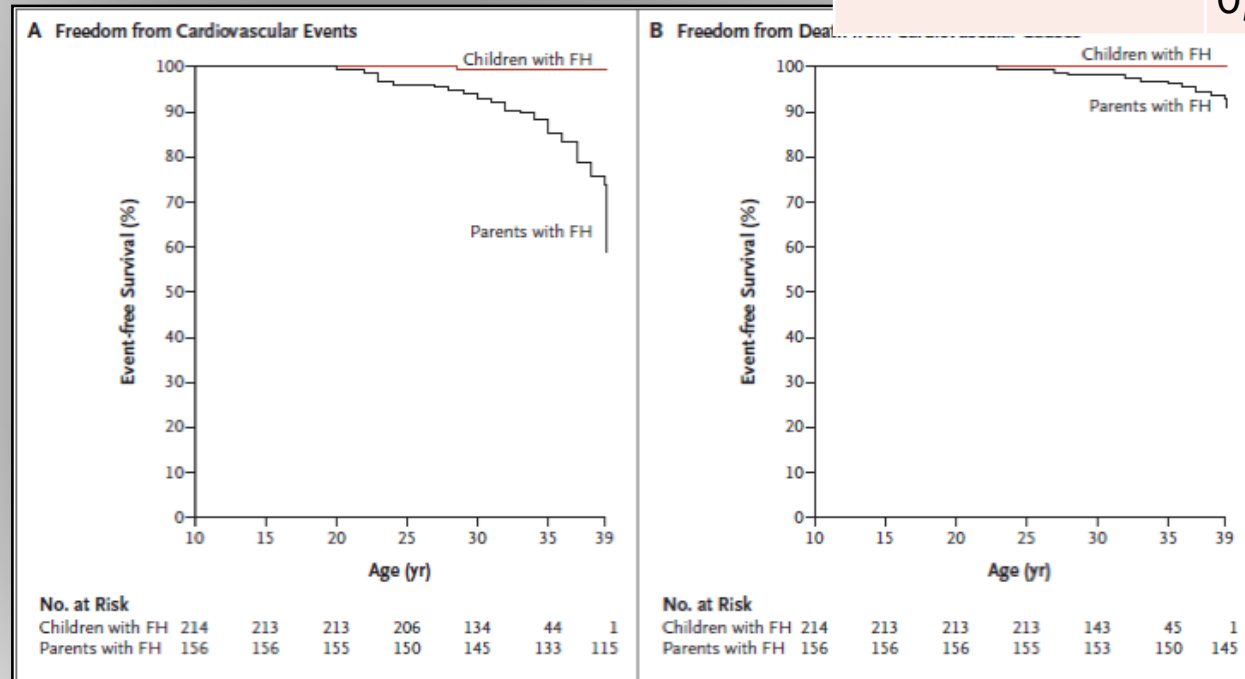 A Freedom from Cardiovascular Events
Children with FH
100
90
80
70
60
50
40
30
20
10
0
Parents with FH
Event-free Survival (%)
10 15 20 25 30 35 39
Age (yr)
No. at Risk
Children with FH 214 213 213 206 134 44 1
Parents with FH 156 156 155 150 145 133 115
B Freedom from Death from Cardiovascular Causes
Children with FH
100
90
80
70
60
50
40
30
20
10
0
Parents with FH
Event-free Survival (%)
10 15 20 25 30 35 39
Age (yr)
No. at Risk
Children with FH 214 213 213 213 143 45 1
Parents with FH 156 156 156 155 153 150 145